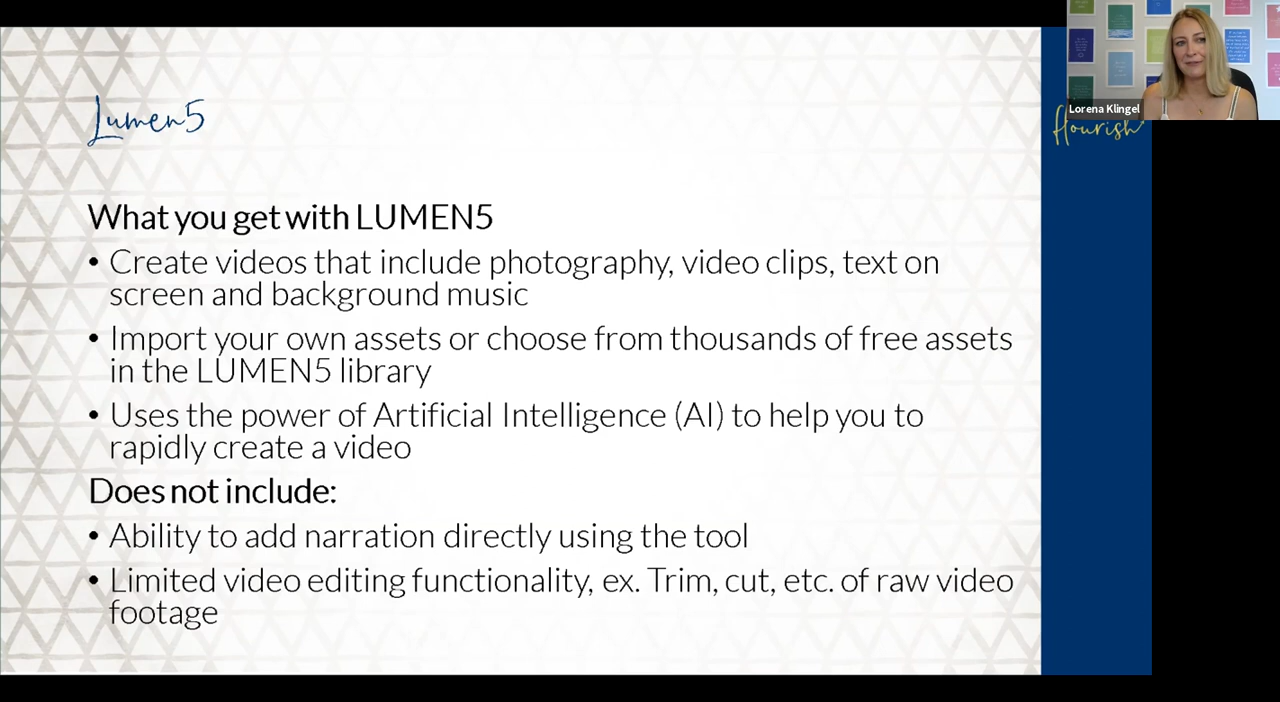 Lumen5
What you get with LUMEN5
• Create videos that include photography, video clips, text on
screen and background music
• Import your own assets or choose from thousands of free assets
in the LUMEN5 library
• Uses the power of Artificial Intelligence (AI) to help you to
rapidly create a video
Does not include:
• Ability to add narration directly using the tool
• Limited video editing functionality, ex. Trim, cut, etc. of raw video
footage
Lorena Klingel
flourish